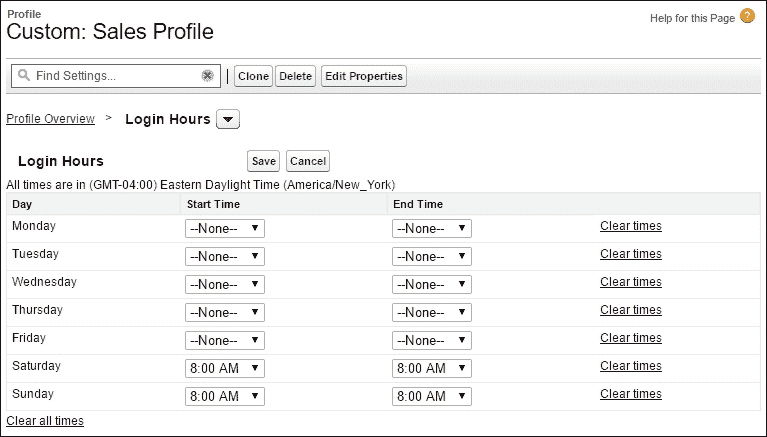 Profile
Custom: Sales Profile
Help for this Page ?
Find Settings...
Clone Delete Edit Properties
Profile Overview > Login Hours
Login Hours Save Cancel
All times are in (GMT-04:00) Eastern Daylight Time (America/New_York)
Day Start Time End Time
Monday --None-- --None-- Clear times
Tuesday --None-- --None-- Clear times
Wednesday --None-- --None-- Clear times
Thursday --None-- --None-- Clear times
Friday --None-- --None-- Clear times
Saturday 8:00 AM 8:00 AM Clear times
Sunday 8:00 AM 8:00 AM Clear times
Clear all times